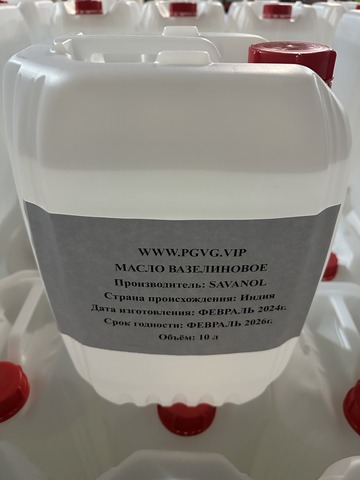 WWW.PGVG.VIP
МАСЛО ВАЗЕЛИНОВОЕ
Производитель: SAVANOL
Страна происхождения: Индия
Дата изготовления: ФЕВРАЛЬ 2024г.
Срок годности: ФЕВРАЛЬ 2026г.
Объём: 10 л